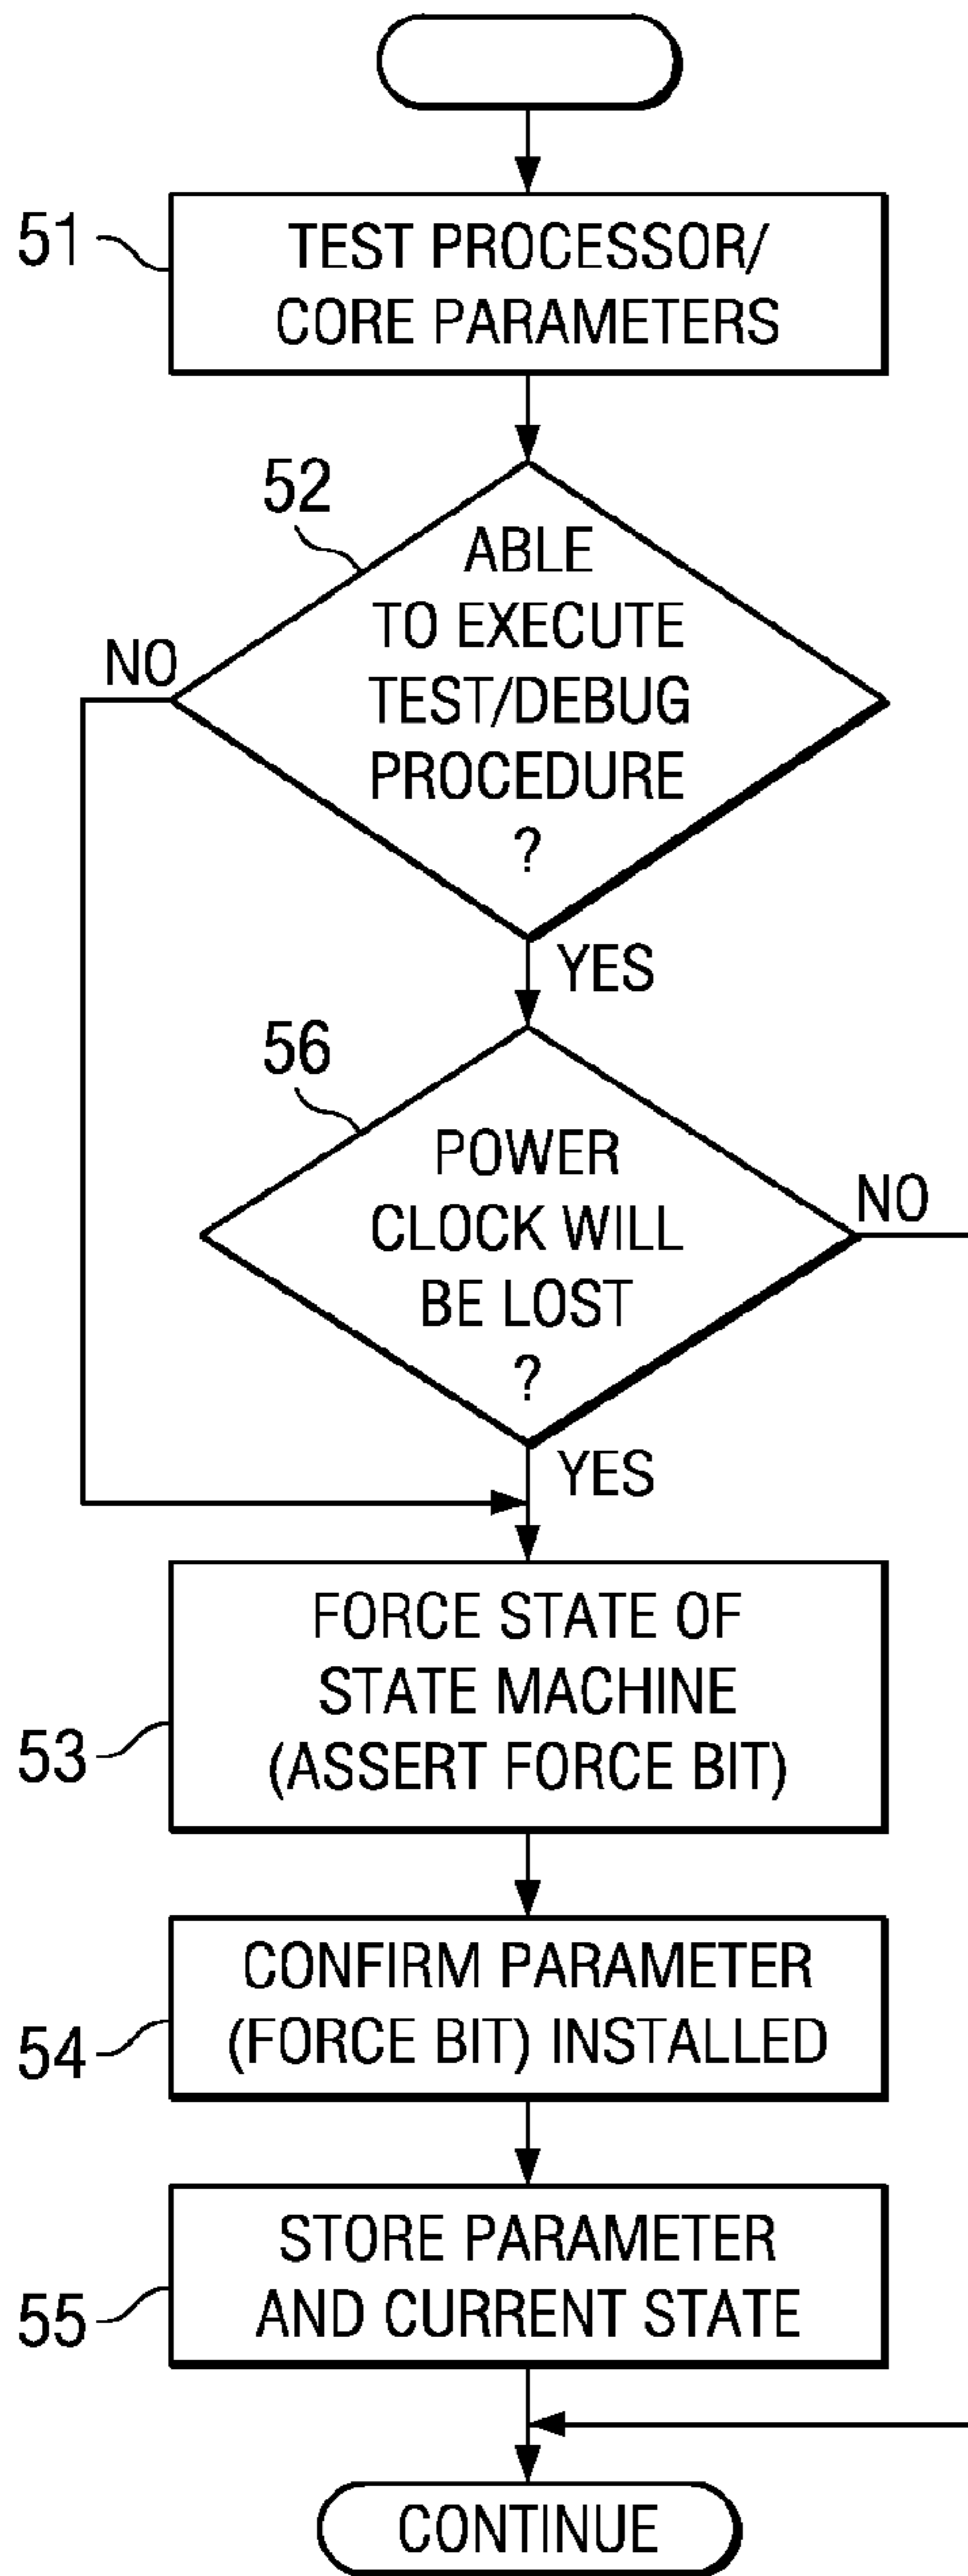 51
TEST PROCESSOR/
CORE PARAMETERS
52
ABLE
TO EXECUTE
TEST/DEBUG
PROCEDURE
?
NO
YES
56
POWER
CLOCK WILL
BE LOST
?
NO
YES
53
FORCE STATE OF
STATE MACHINE
(ASSERT FORCE BIT)
54
CONFIRM PARAMETER
(FORCE BIT) INSTALLED
55
STORE PARAMETER
AND CURRENT STATE
CONTINUE